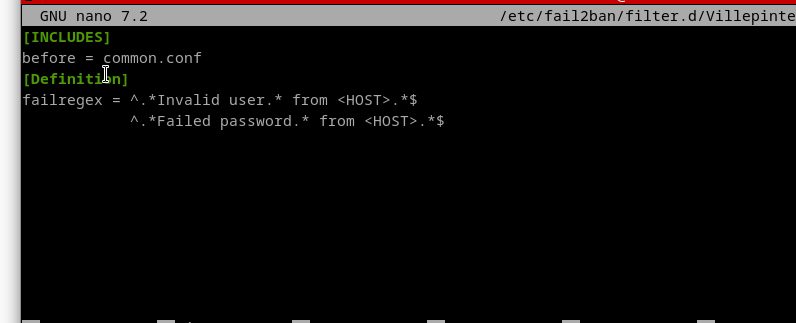 GNU nano 7.2 /etc/fail2ban/filter.d/Villepinte
[INCLUDES]
before = common.conf
[Definition]
failregex = ^.*Invalid user.* from <HOST>.*$
^.*Failed password.* from <HOST>.*$